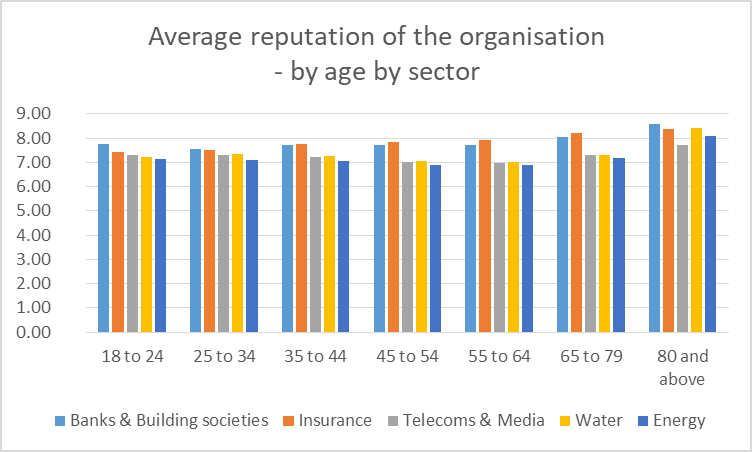 Average reputation of the organisation
- by age by sector
9.00
8.00
7.00
6.00
5.00
4.00
3.00
2.00
1.00
0.00
18 to 24
25 to 34
35 to 44
45 to 54
55 to 64
65 to 79
80 and
above
Banks & Building societies
Insurance
Telecoms & Media
Water
Energy